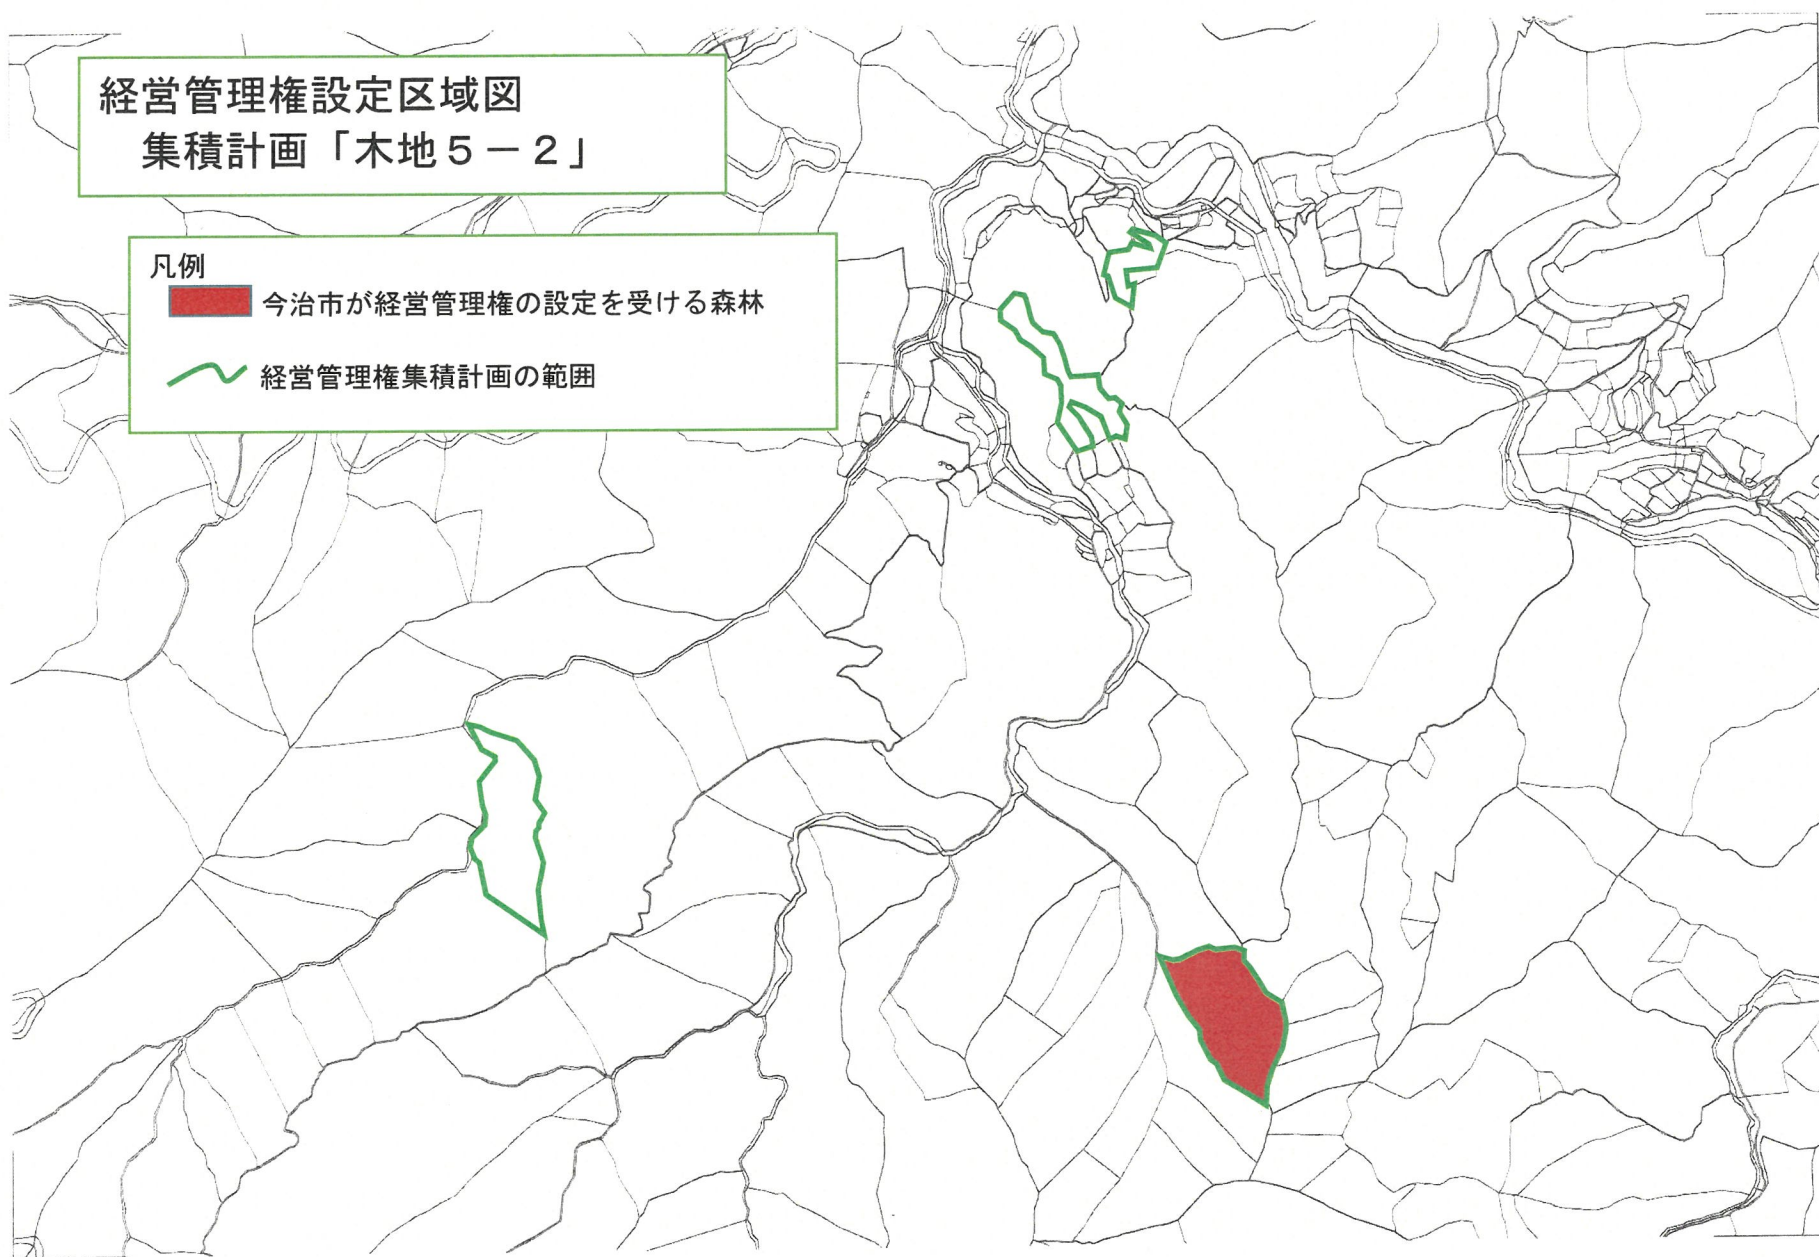 経営管理権設定区域図
集積計画「木地５－２」
凡例
今治市が経営管理権の設定を受ける森林
経営管理権集積計画の範囲